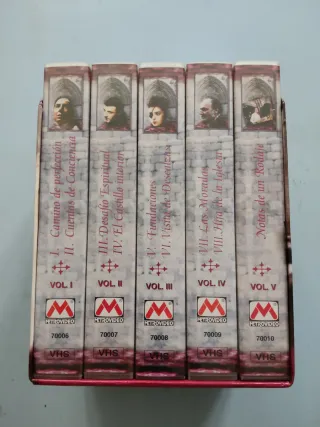 I. Camino de perfección
II. Cuentas de Conciencia
VOL. I
METROVIDEO
70006
VHS
III. Desafío Espiritual
IV. El Castillo interior
VOL. II
METROVIDEO
70007
VHS
V. Fundaciones
VI. Visita de Descalzas
VOL. III
METROVIDEO
70008
VHS
VII. Las Moradas
VIII. Hija de la Iglesia
VOL. IV
METROVIDEO
70009
VHS
Notas de un Rodaje
VOL. V
METROVIDEO
70010
VHS